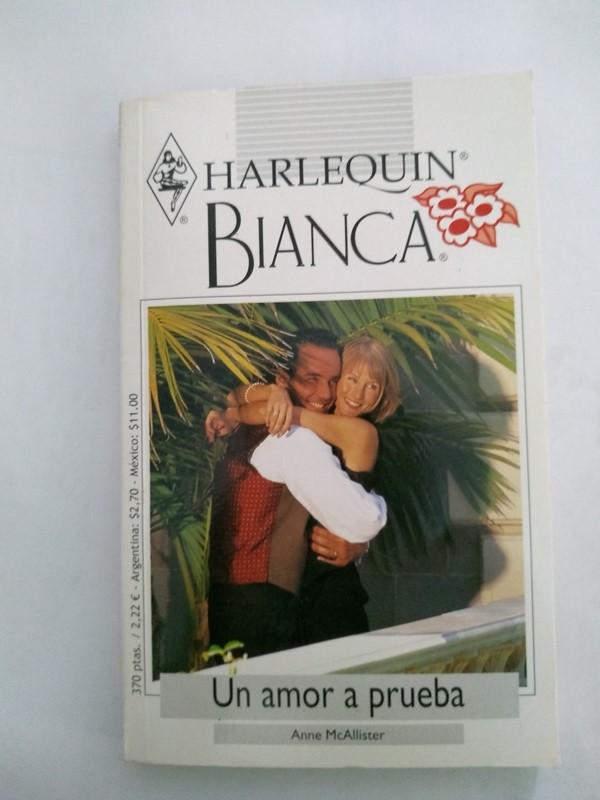 HARLEQUIN®
BIANCA®
®
370 ptas. / 2,22 € - Argentina: $2,70 - México: $11.00
Un amor a prueba
Anne McAllister